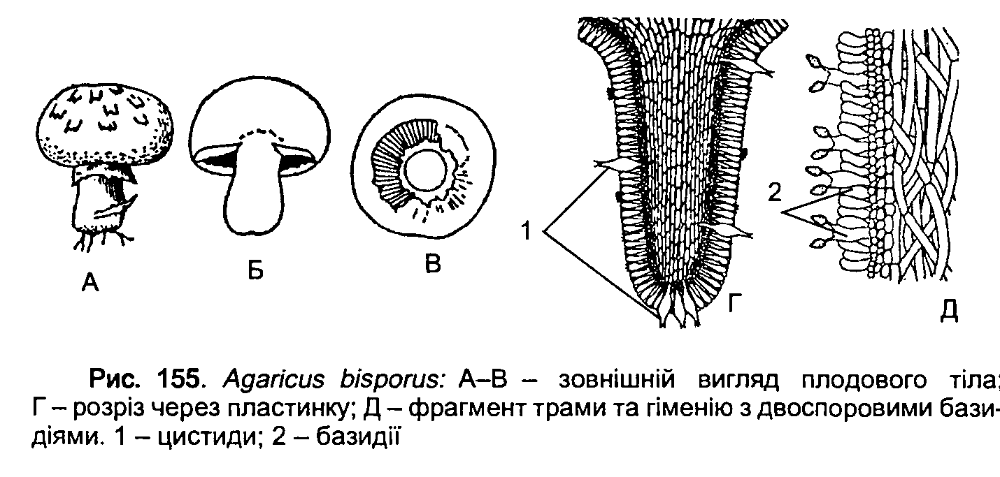 А
Б
В
1
Г
2
Д
Рис. 155. Agaricus bisporus: А–В – зовнішній вигляд плодового тіла;
Г – розріз через пластинку; Д – фрагмент трами та гіменію з двоспоровими бази-
діями. 1 – цистиди; 2 – базидії